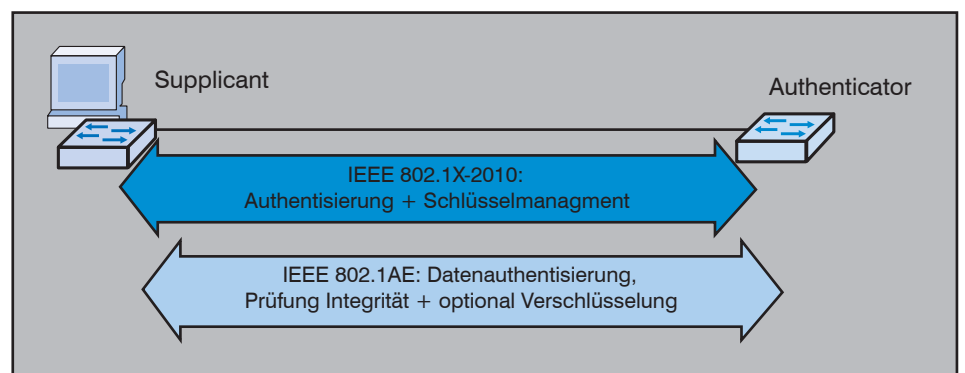 Supplicant
Authenticator
IEEE 802.1X-2010:
Authentisierung + Schlüsselmanagment
IEEE 802.1AE: Datenauthentisierung,
Prüfung Integrität + optional Verschlüsselung